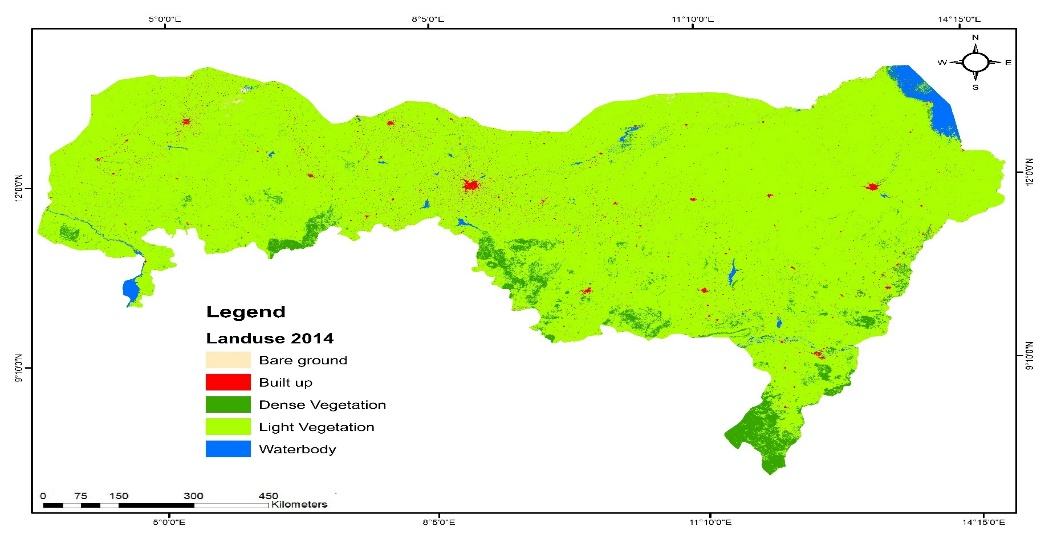 5°0'0"E 8°5'0"E 11°10'0"E 14°15'0"E
N
W E
S
12°0'0"N 12°0'0"N
9°10'0"N 9°10'0"N
Legend
Landuse 2014
Bare ground
Built up
Dense Vegetation
Light Vegetation
Waterbody
0 75 150 300 450
Kilometers
5°0'0"E 8°5'0"E 11°10'0"E 14°15'0"E